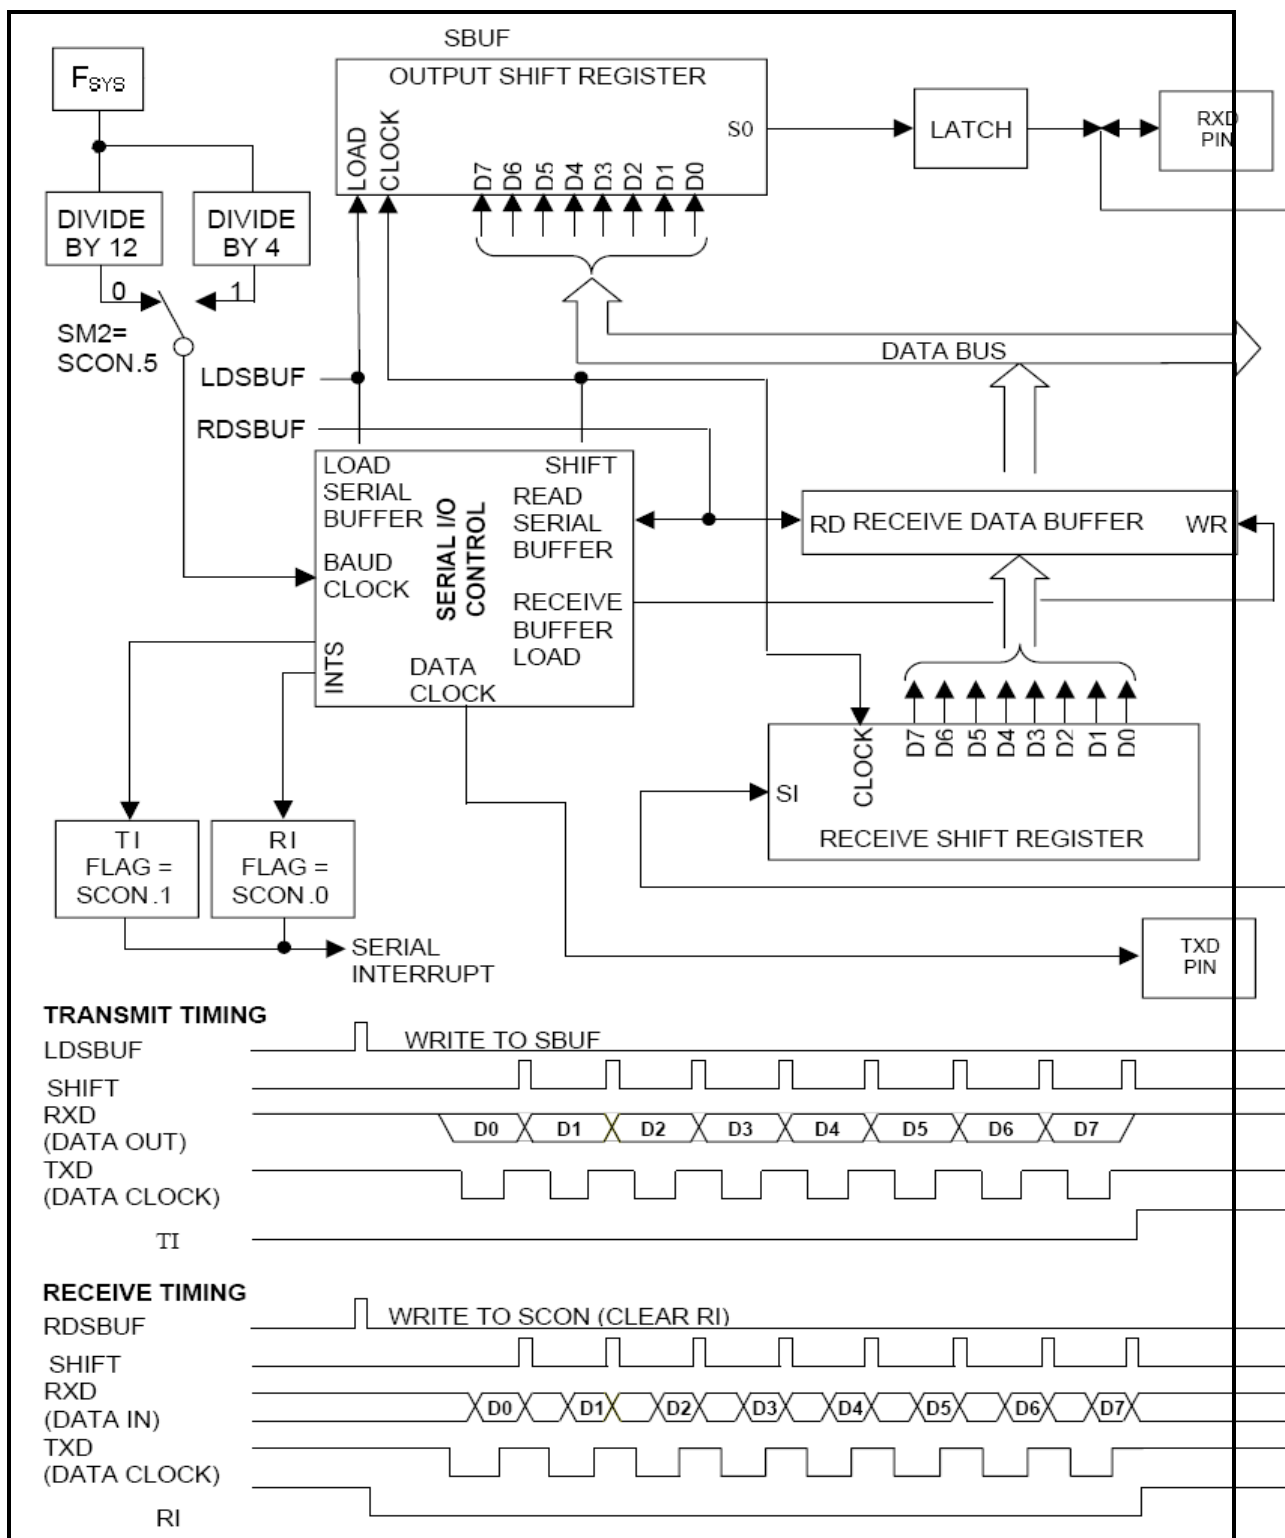 SBUF
OUTPUT SHIFT REGISTER
FSYS
LOAD
CLOCK
D7
D6
D5
D4
D3
D2
D1
D0
S0
LATCH
RXD
PIN
DIVIDE
BY 12
DIVIDE
BY 4
0
1
SM2=
SCON.5
DATA BUS
LDSBUF
RDSBUF
LOAD
SERIAL
BUFFER
SHIFT
READ
SERIAL
BUFFER
SERIAL I/O
CONTROL
BAUD
CLOCK
RECEIVE
BUFFER
LOAD
INTS
DATA
CLOCK
RD
RECEIVE DATA BUFFER
WR
SI
CLOCK
D7
D6
D5
D4
D3
D2
D1
D0
RECEIVE SHIFT REGISTER
TI
FLAG =
SCON.1
RI
FLAG =
SCON.0
SERIAL
INTERRUPT
TXD
PIN
TRANSMIT TIMING
LDSBUF
WRITE TO SBUF
SHIFT
RXD
(DATA OUT)
D0 D1 D2 D3 D4 D5 D6 D7
TXD
(DATA CLOCK)
TI
RECEIVE TIMING
RDSBUF
WRITE TO SCON (CLEAR RI)
SHIFT
RXD
(DATA IN)
D0 D1 D2 D3 D4 D5 D6 D7
TXD
(DATA CLOCK)
RI